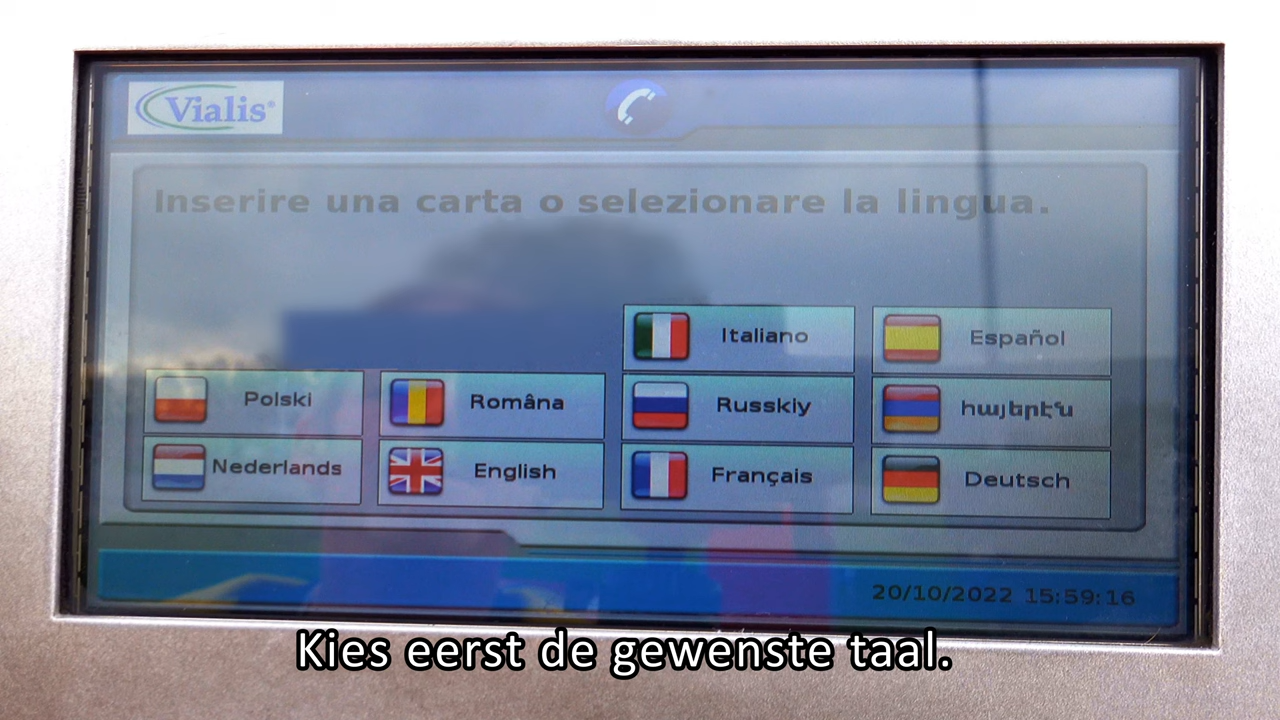 Vialis®
Inserire una carta o selezionare la lingua.
Italiano
Español
Polski
Româna
Russkiy
հայերէն
Nederlands
English
Français
Deutsch
20/10/2022 15:59:16
Kies eerst de gewenste taal.